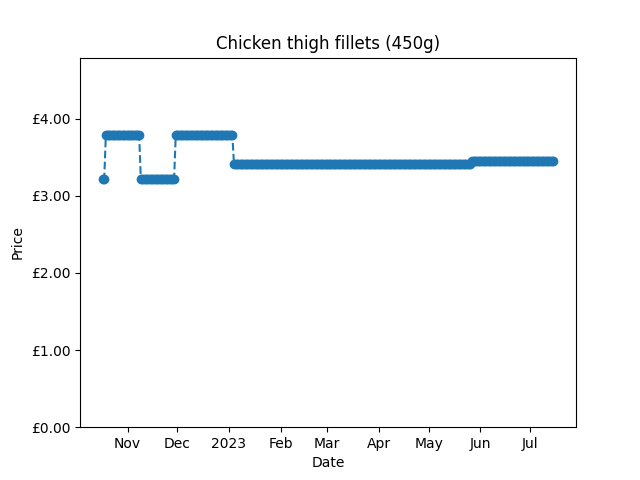 Chicken thigh fillets (450g)
£4.00
£3.00
£2.00
£1.00
£0.00
Price
Nov Dec 2023 Feb Mar Apr May Jun Jul
Date